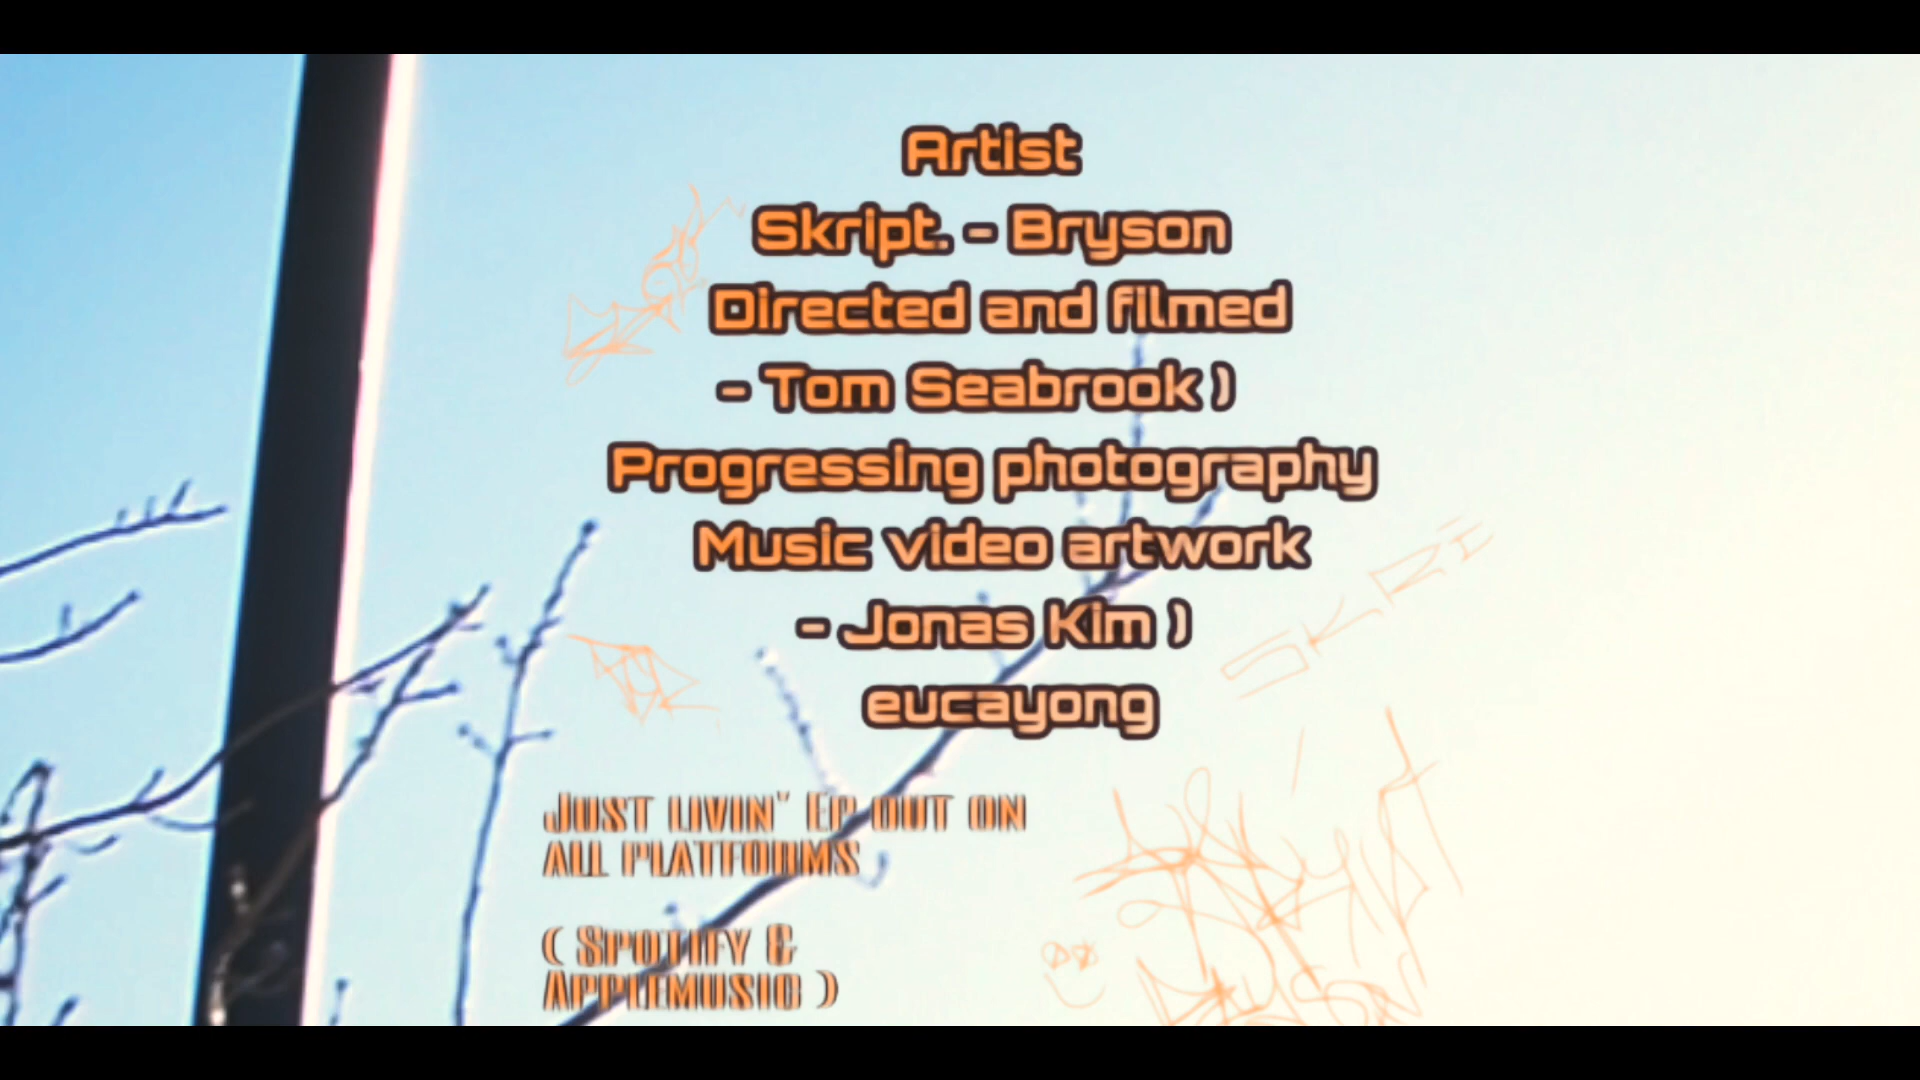 Artist
Skript. - Bryson
Directed and filmed
- Tom Seabrook )
Progressing photography
Music video artwork
- Jonas Kim )
eucayong
SKRI
Just livin' Ep out on
all platforms
( Spotify &
Applemusic )